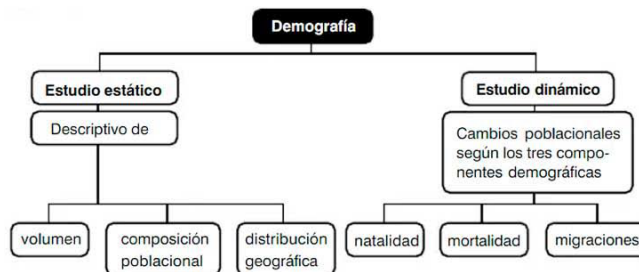 Demografía
Estudio estático
Descriptivo de
volumen
composición
poblacional
distribución
geográfica
Estudio dinámico
Cambios poblacionales
según los tres compo-
nentes demográficas
natalidad
mortalidad
migraciones